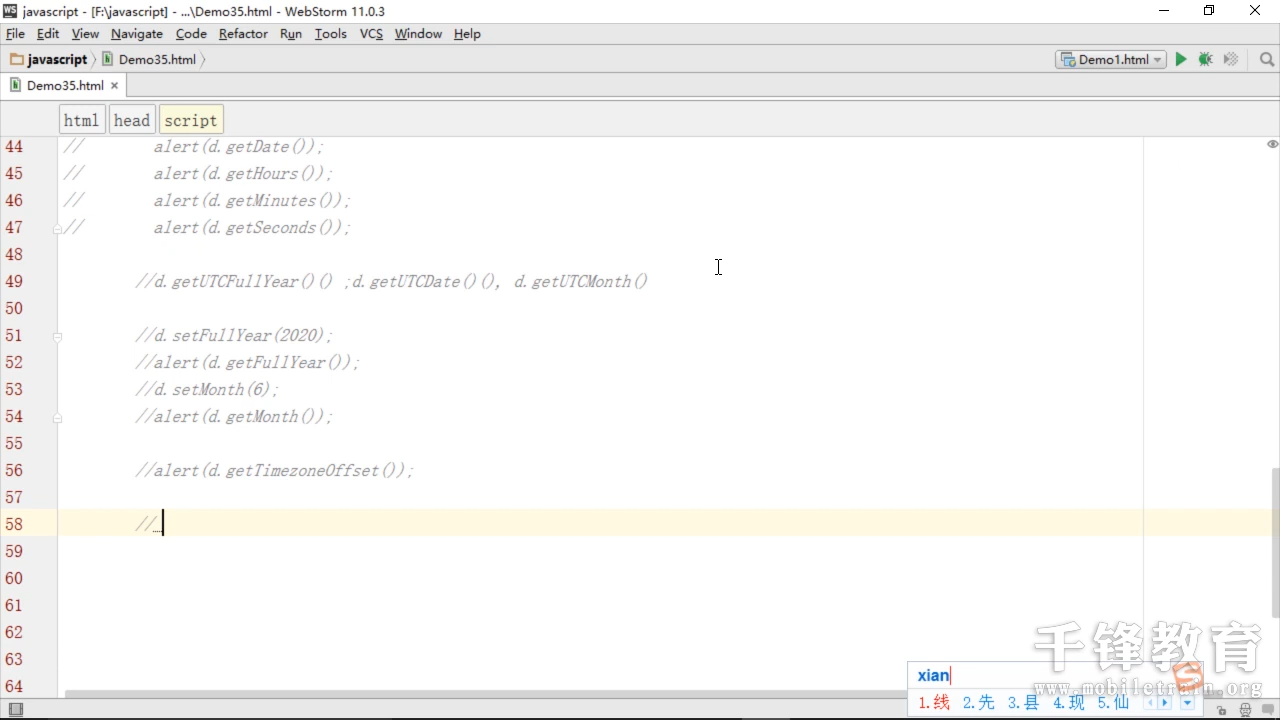 javascript - [F:\javascript] - ...\Demo35.html - WebStorm 11.0.3
File Edit View Navigate Code Refactor Run Tools VCS Window Help
javascript Demo35.html Demo1.html
Demo35.html
html head script
44 // alert(d.getDate());
45 // alert(d.getHours());
46 // alert(d.getMinutes());
47 // alert(d.getSeconds());
48
49 //d.getUTCFullYear()() ;d.getUTCDate()(), d.getUTCMonth()
50
51 //d.setFullYear(2020);
52 //alert(d.getFullYear());
53 //d.setMonth(6);
54 //alert(d.getMonth());
55
56 //alert(d.getTimezoneOffset());
57
58 //
59
60
61
62
63
64
千锋教育
www.mobiletrain.org
xian
1.线 2.先 3.县 4.现 5.仙